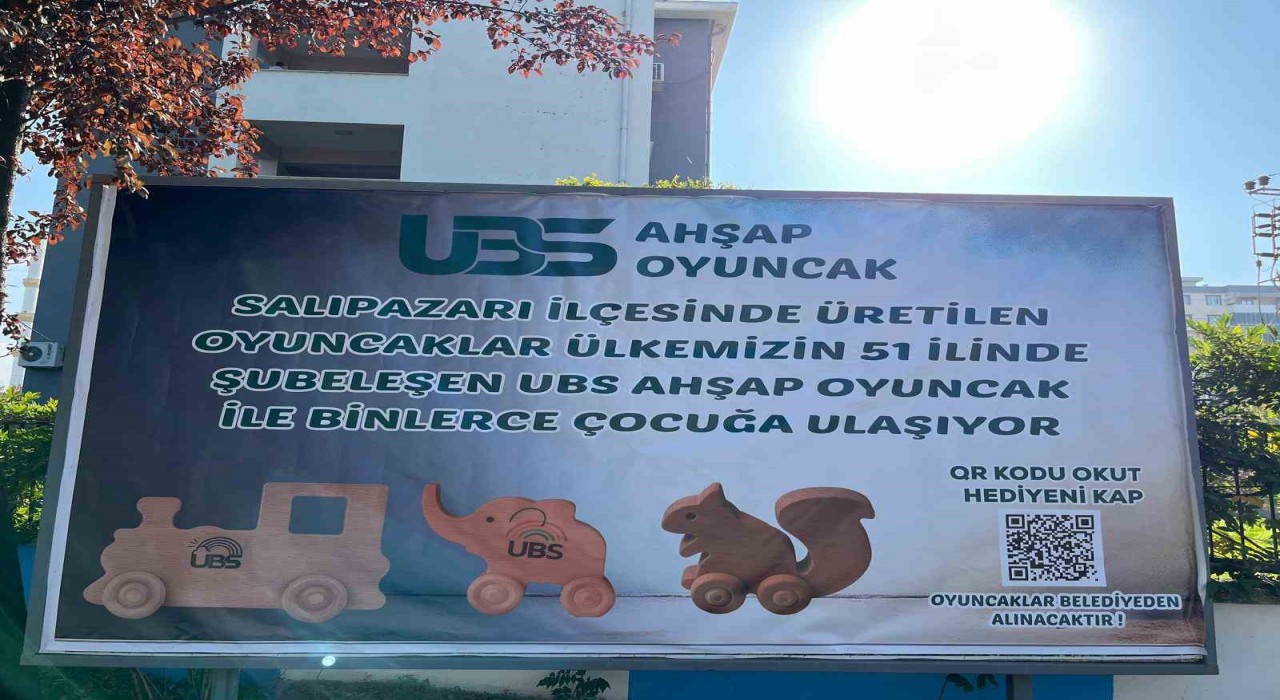 UBS AHŞAP
OYUNCAK
SALIPAZARI İLÇESİNDE ÜRETİLEN
OYUNCAKLAR ÜLKEMİZİN 51 İLİNDE
ŞUBELEŞEN UBS AHŞAP OYUNCAK
İLE BİNLERCE ÇOCUĞA ULAŞIYOR
QR KODU OKUT
HEDİYENİ KAP
UBS
UBS
OYUNCAKLAR BELEDİYEDEN
ALINACAKTIR !